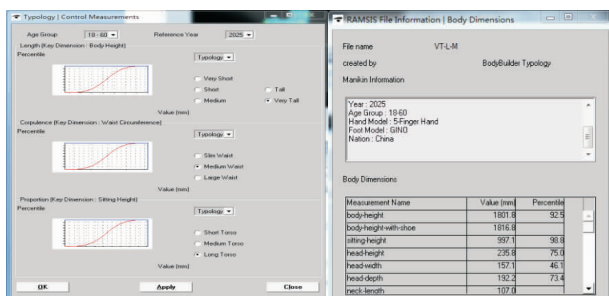 Typology | Control Measurements
Age Group 18 - 60 Reference Year 2025
Length (Key Dimension : Body Height)
Percentile Typology
Very Short
Short Tall
Medium Very Tall
Value (mm)
Corpulence (Key Dimension : Waist Circumference)
Percentile Typology
Slim Waist
Medium Waist
Large Waist
Value (mm)
Proportion (Key Dimension : Sitting Height)
Percentile Typology
Short Torso
Medium Torso
Long Torso
Value (mm)
OK Apply Close
RAMSIS File Information | Body Dimensions
File name VT-L-M
created by BodyBuilder Typology
Manikin Information
Year : 2025
Age Group : 18-60
Hand Model : 5-Finger Hand
Foot Model : GINO
Nation : China
Body Dimensions
Measurement Name Value (mm) Percentile
body-height 1801.8 92.5
body-height-with-shoe 1816.8
sitting-height 997.1 98.8
head-height 235.8 75.0
head-width 157.1 46.1
head-depth 192.2 73.4
neck-length 107.0